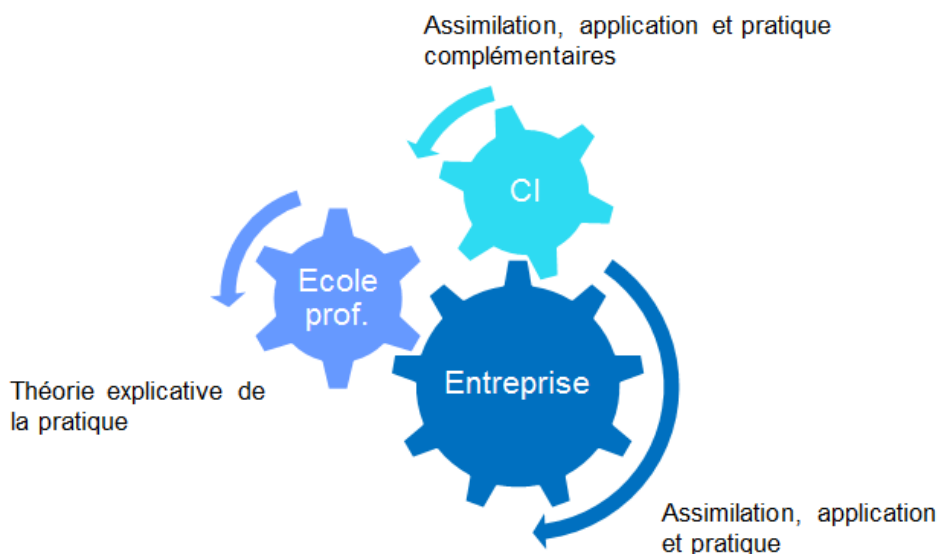 Assimilation, application et pratique
complémentaires
CI
Ecole
prof.
Entreprise
Théorie explicative de
la pratique
Assimilation, application
et pratique